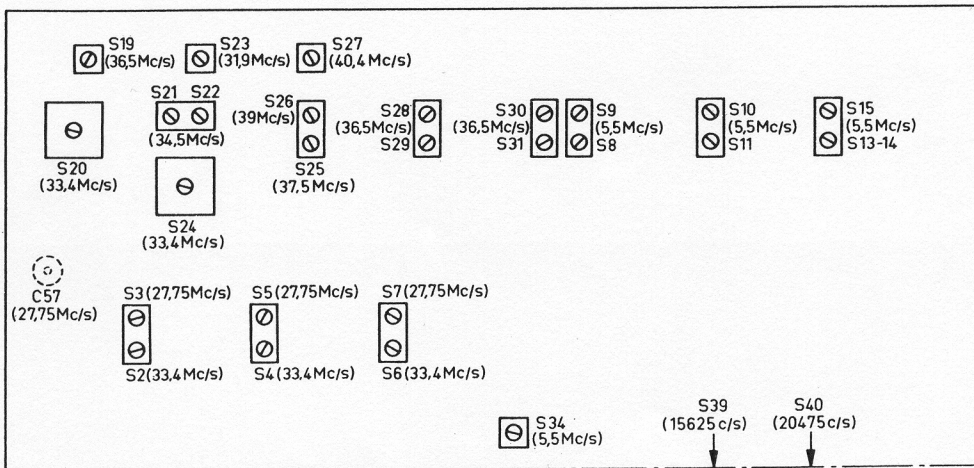 S19
(36,5Mc/s)
S23
(31,9Mc/s)
S27
(40,4Mc/s)
S20
(33,4Mc/s)
S21 S22
(34,5Mc/s)
S24
(33,4Mc/s)
S26
(39Mc/s)
S25
(37,5Mc/s)
S28
(36,5Mc/s)
S29
S30
(36,5Mc/s)
S31
S9
(5,5Mc/s)
S8
S10
(5,5Mc/s)
S11
S15
(5,5Mc/s)
S13-14
C57
(27,75Mc/s)
S3(27,75Mc/s)
S2(33,4Mc/s)
S5(27,75Mc/s)
S4(33,4Mc/s)
S7(27,75Mc/s)
S6(33,4Mc/s)
S34
(5,5Mc/s)
S39
(15625c/s)
S40
(20475c/s)